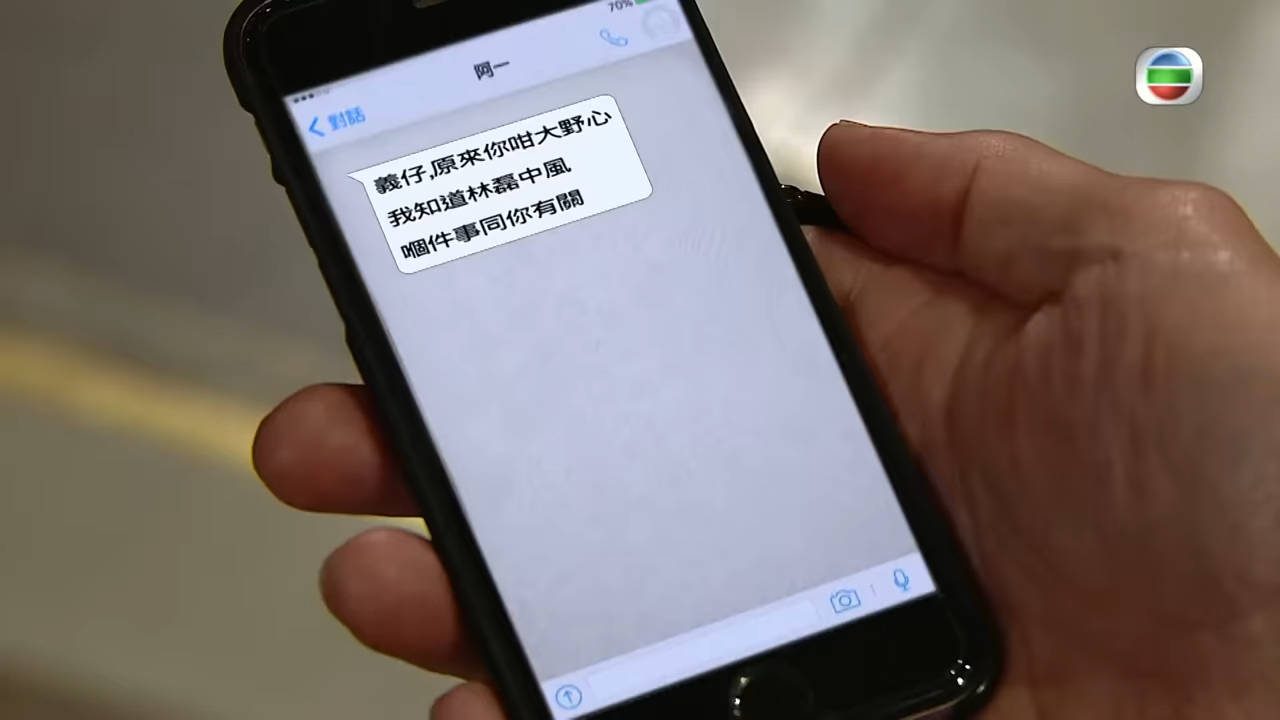 70%
阿一
對話
義仔,原來你咁大野心
我知道林磊中風
嗰件事同你有關